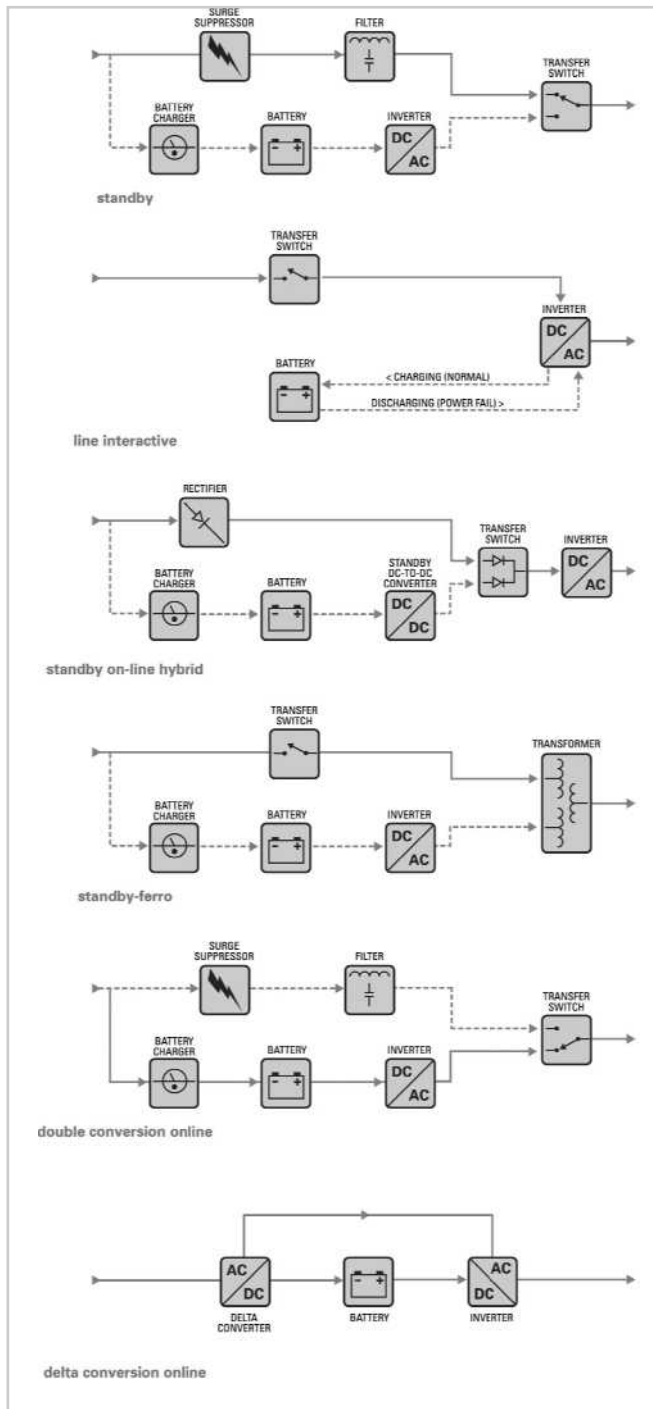 SURGE
SUPPRESSOR
FILTER
TRANSFER
SWITCH
BATTERY
CHARGER
BATTERY
INVERTER
DC
AC
standby
TRANSFER
SWITCH
INVERTER
DC
AC
BATTERY
< CHARGING (NORMAL)
DISCHARGING (POWER FAIL) >
line interactive
RECTIFIER
TRANSFER
SWITCH
INVERTER
DC
AC
BATTERY
CHARGER
BATTERY
STANDBY
DC-TO-DC
CONVERTER
DC
DC
standby on-line hybrid
TRANSFER
SWITCH
TRANSFORMER
BATTERY
CHARGER
BATTERY
INVERTER
DC
AC
standby-ferro
SURGE
SUPPRESSOR
FILTER
TRANSFER
SWITCH
BATTERY
CHARGER
BATTERY
INVERTER
DC
AC
double conversion online
AC
DC
DELTA
CONVERTER
BATTERY
AC
DC
INVERTER
delta conversion online